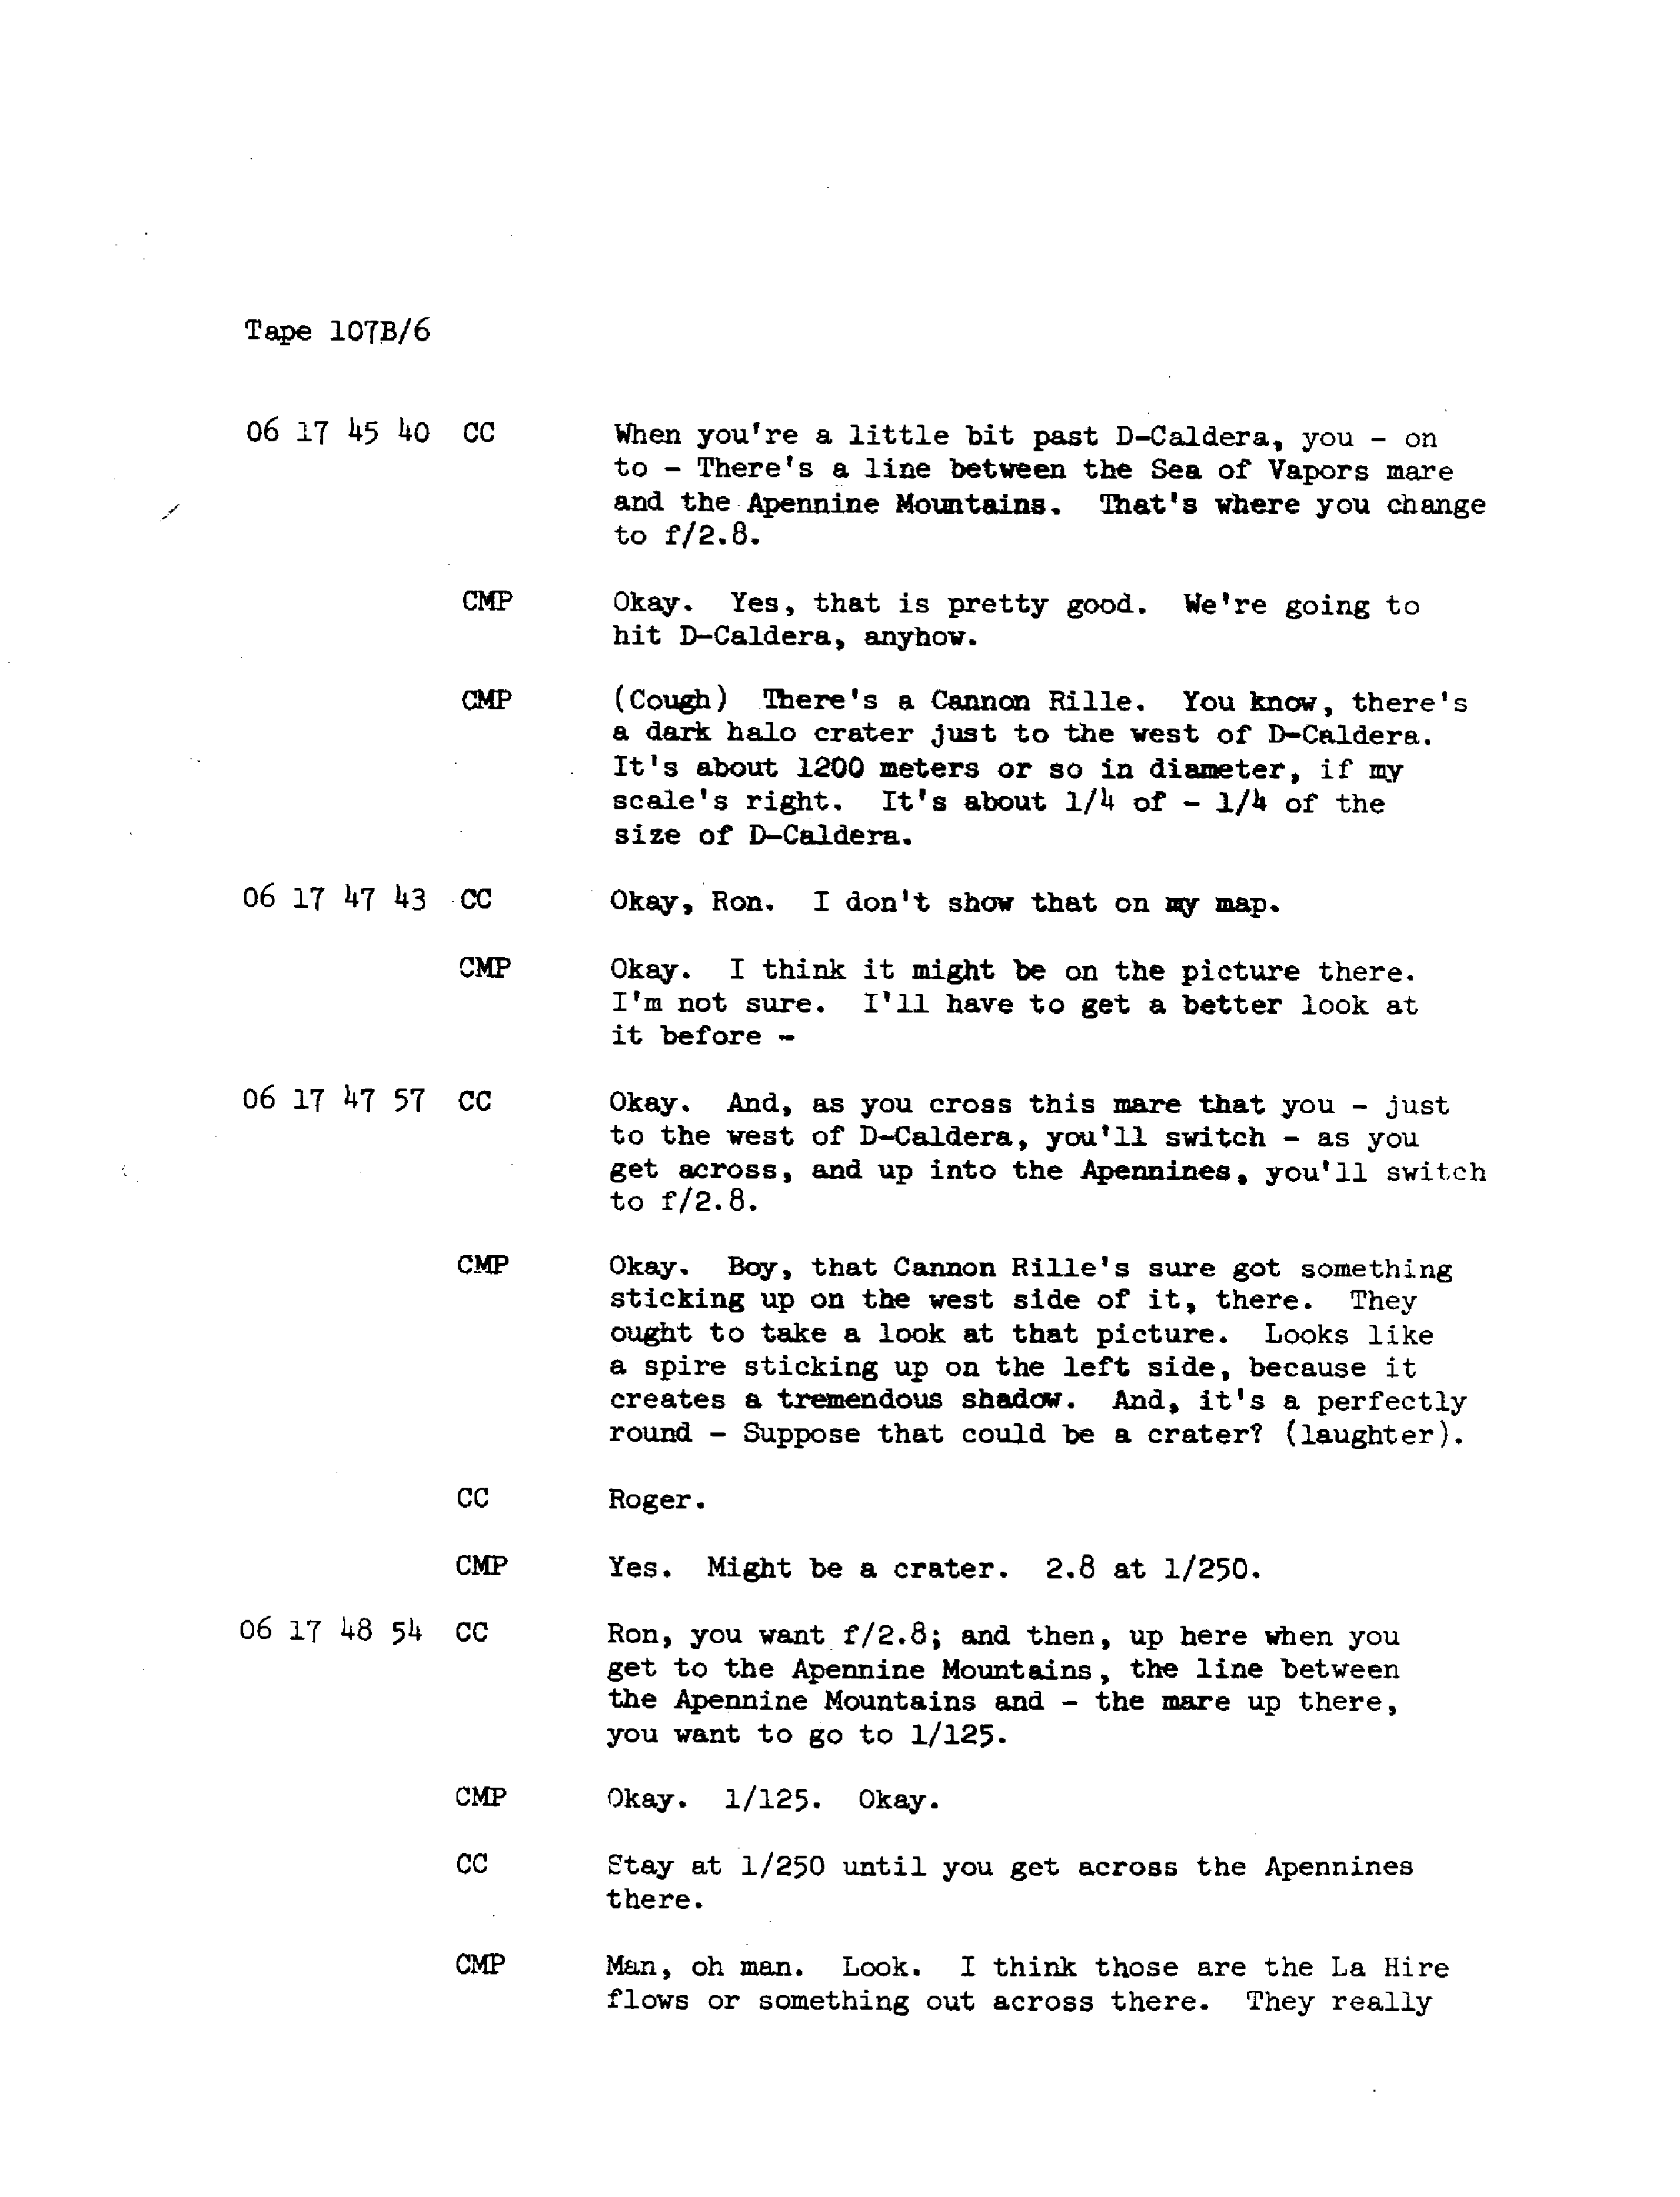 Tape 107B/6
06 17 45 40 CC When you're a little bit past D-Caldera, you - on
to - There's a line between the Sea of Vapors mare
and the Apennine Mountains. That's where you change
to f/2.8.
CMP Okay. Yes, that is pretty good. We're going to
hit D-Caldera, anyhow.
CMP (Cough) There's a Cannon Rille. You know, there's
a dark halo crater just to the west of D-Caldera.
It's about 1200 meters or so in diameter, if my
scale's right. It's about 1/4 of - 1/4 of the
size of D-Caldera.
06 17 47 43 CC Okay, Ron. I don't show that on my map.
CMP Okay. I think it might be on the picture there.
I'm not sure. I'll have to get a better look at
it before -
06 17 47 57 CC Okay. And, as you cross this mare that you - just
to the west of D-Caldera, you'll switch - as you
get across, and up into the Apennines, you'll switch
to f/2.8.
CMP Okay. Boy, that Cannon Rille's sure got something
sticking up on the west side of it, there. They
ought to take a look at that picture. Looks like
a spire sticking up on the left side, because it
creates a tremendous shadow. And, it's a perfectly
round - Suppose that could be a crater? (laughter).
CC Roger.
CMP Yes. Might be a crater. 2.8 at 1/250.
06 17 48 54 CC Ron, you want f/2.8; and then, up here when you
get to the Apennine Mountains, the line between
the Apennine Mountains and - the mare up there,
you want to go to 1/125.
CMP Okay. 1/125. Okay.
CC Stay at 1/250 until you get across the Apennines
there.
CMP Man, oh man. Look. I think those are the La Hire
flows or something out across there. They really